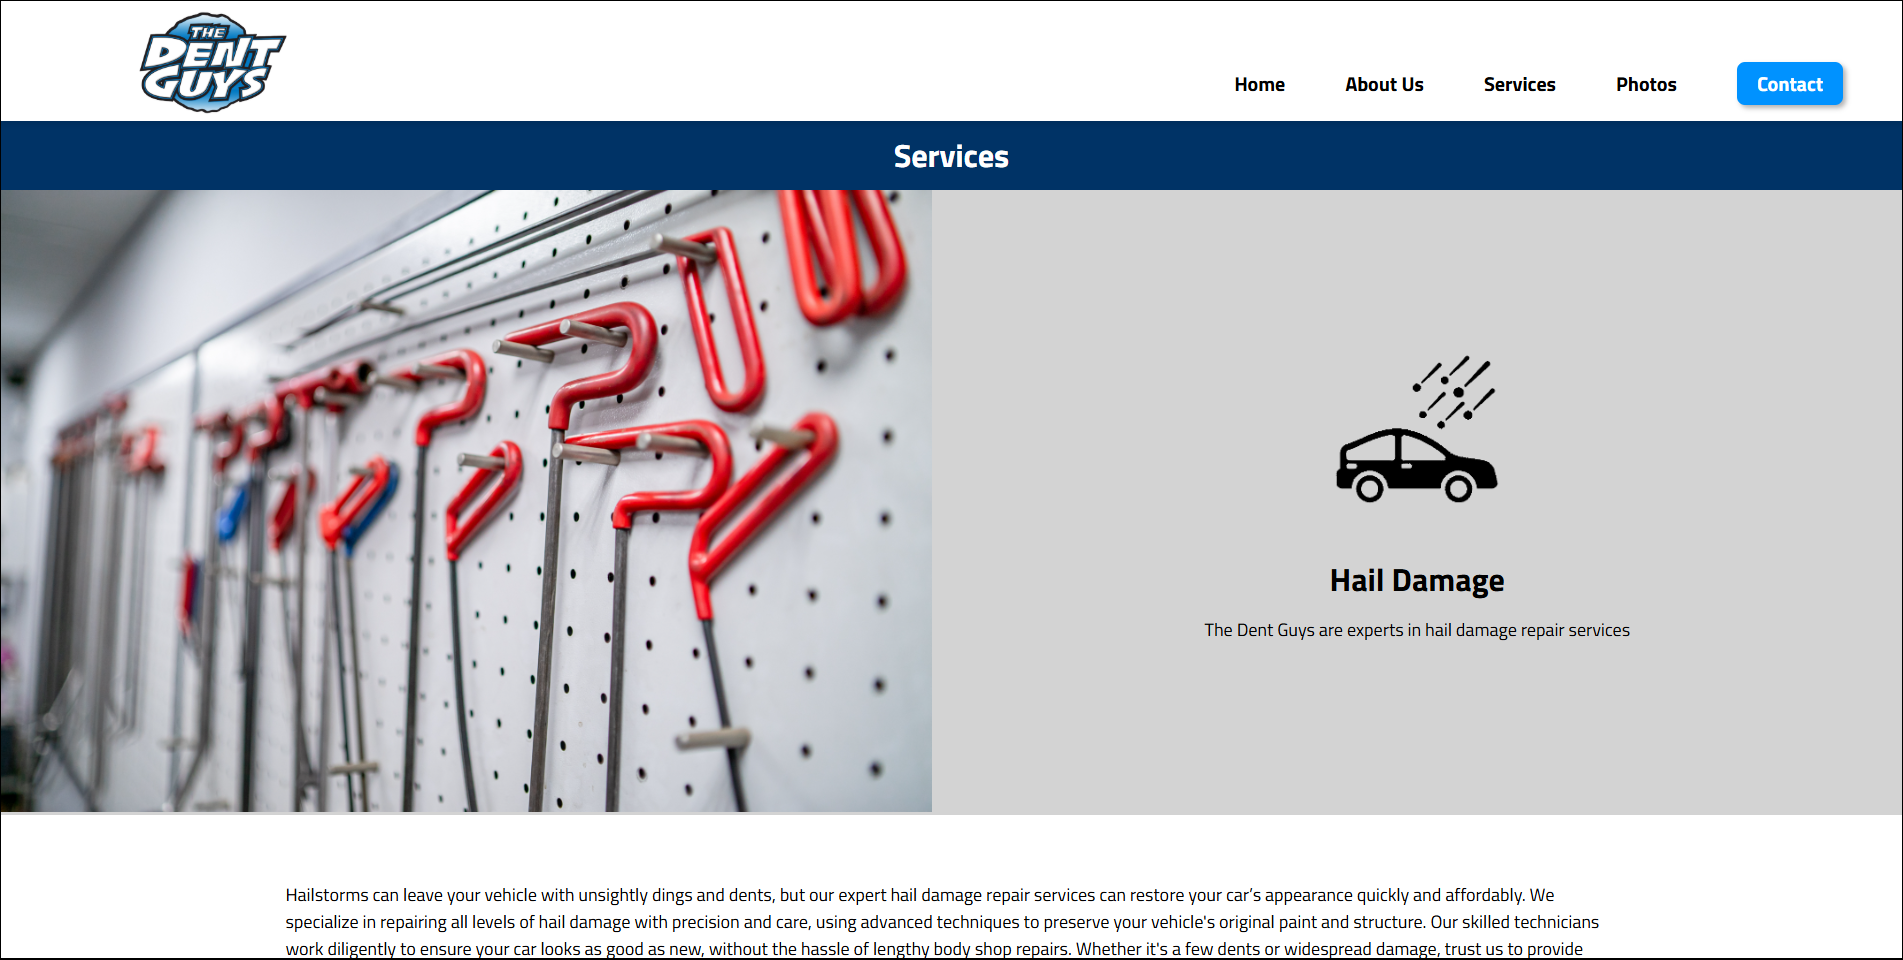 THE
DENT
GUYS
Home About Us Services Photos Contact
Services
Hail Damage
The Dent Guys are experts in hail damage repair services
Hailstorms can leave your vehicle with unsightly dings and dents, but our expert hail damage repair services can restore your car’s appearance quickly and affordably. We
specialize in repairing all levels of hail damage with precision and care, using advanced techniques to preserve your vehicle's original paint and structure. Our skilled technicians
work diligently to ensure your car looks as good as new, without the hassle of lengthy body shop repairs. Whether it's a few dents or widespread damage, trust us to provide